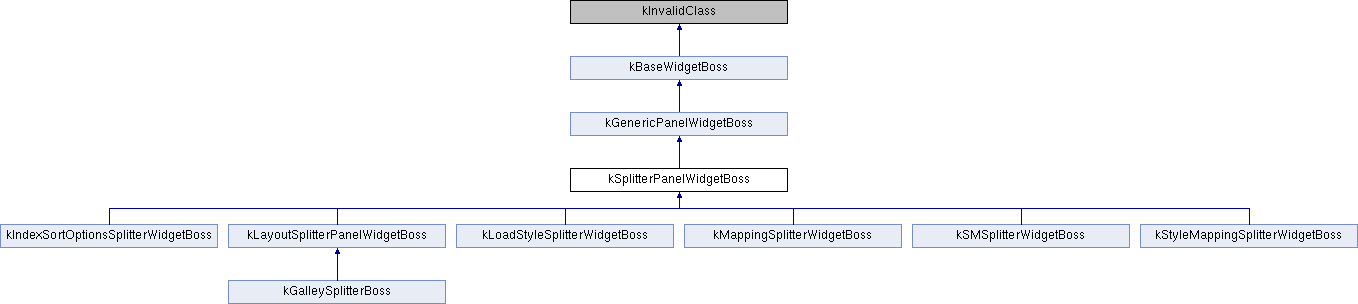 kInvalidClass
kBaseWidgetBoss
kGenericPanelWidgetBoss
kSplitterPanelWidgetBoss
kIndexSortOptionsSplitterWidgetBoss
kLayoutSplitterPanelWidgetBoss
kLoadStyleSplitterWidgetBoss
kMappingSplitterWidgetBoss
kSMSplitterWidgetBoss
kStyleMappingSplitterWidgetBoss
kGalleySplitterBoss